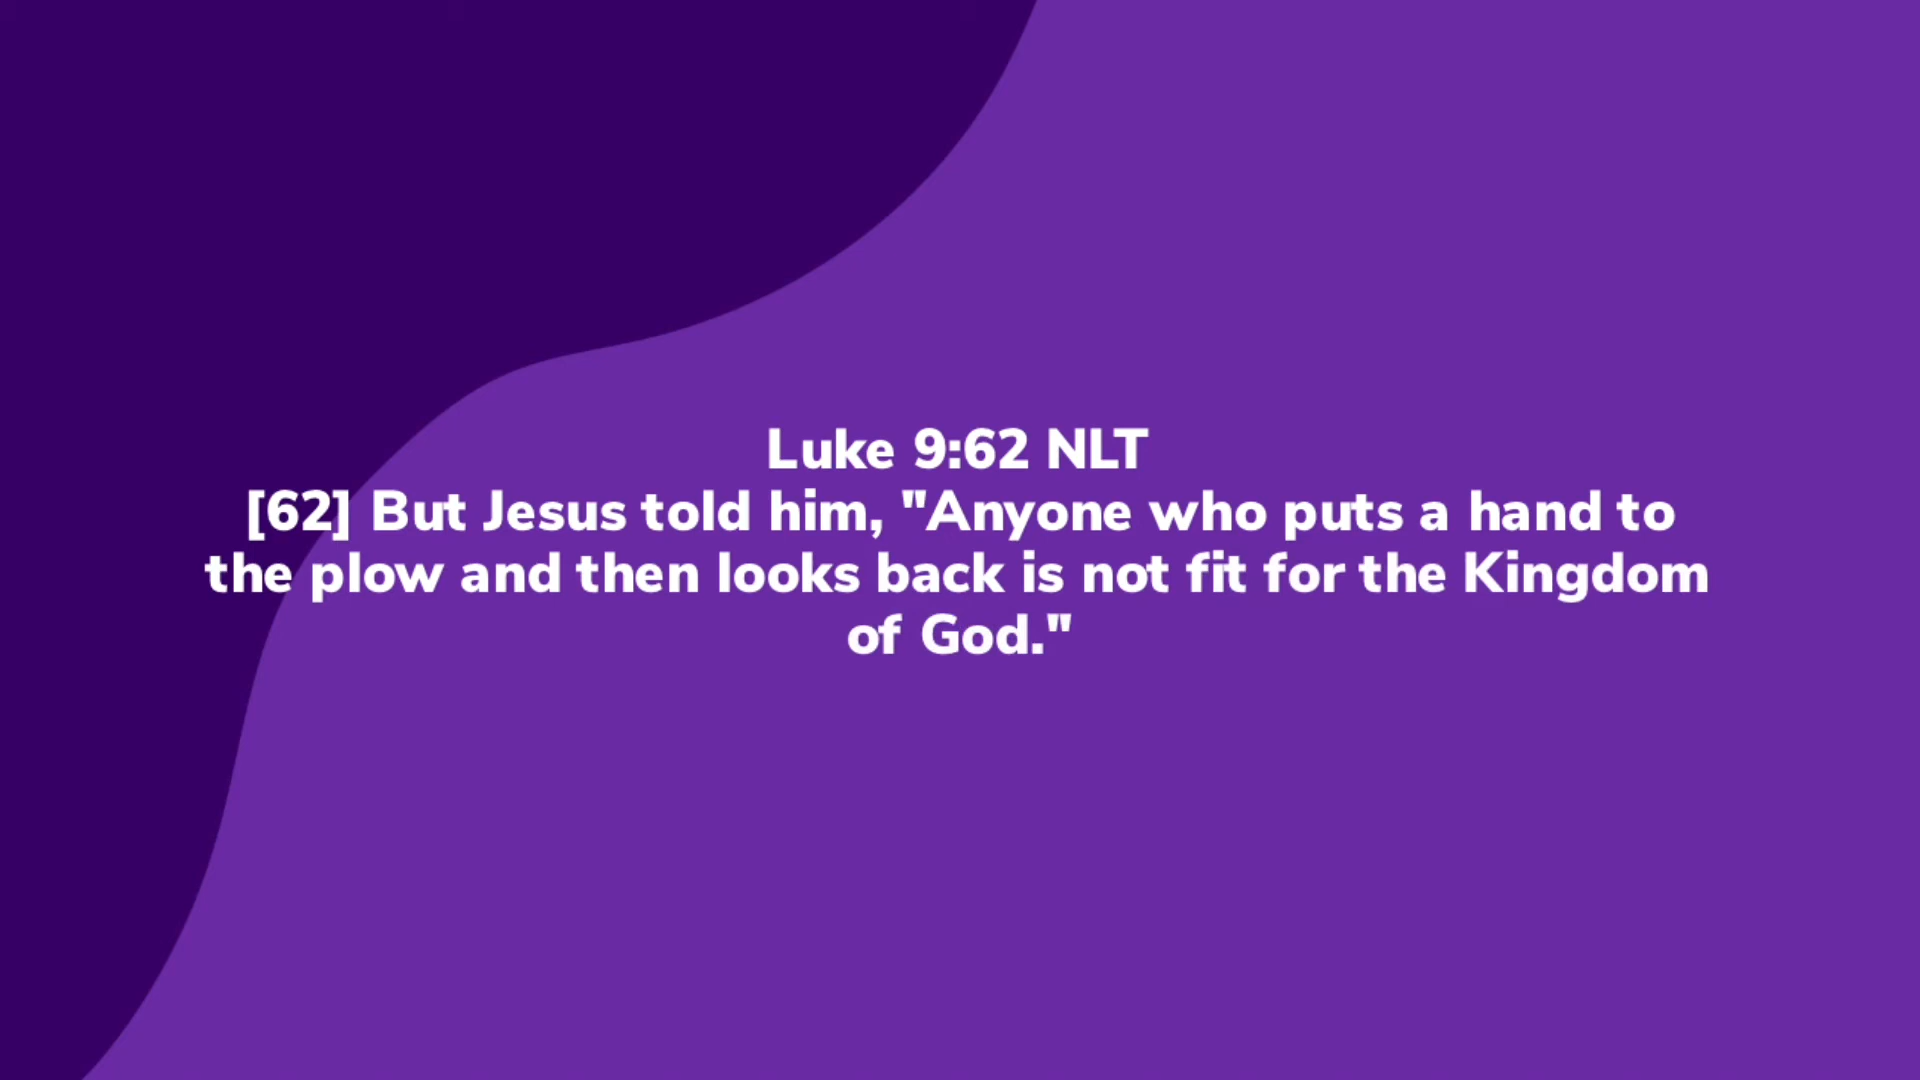 Luke 9:62 NLT
[62] But Jesus told him, "Anyone who puts a hand to
the plow and then looks back is not fit for the Kingdom
of God."